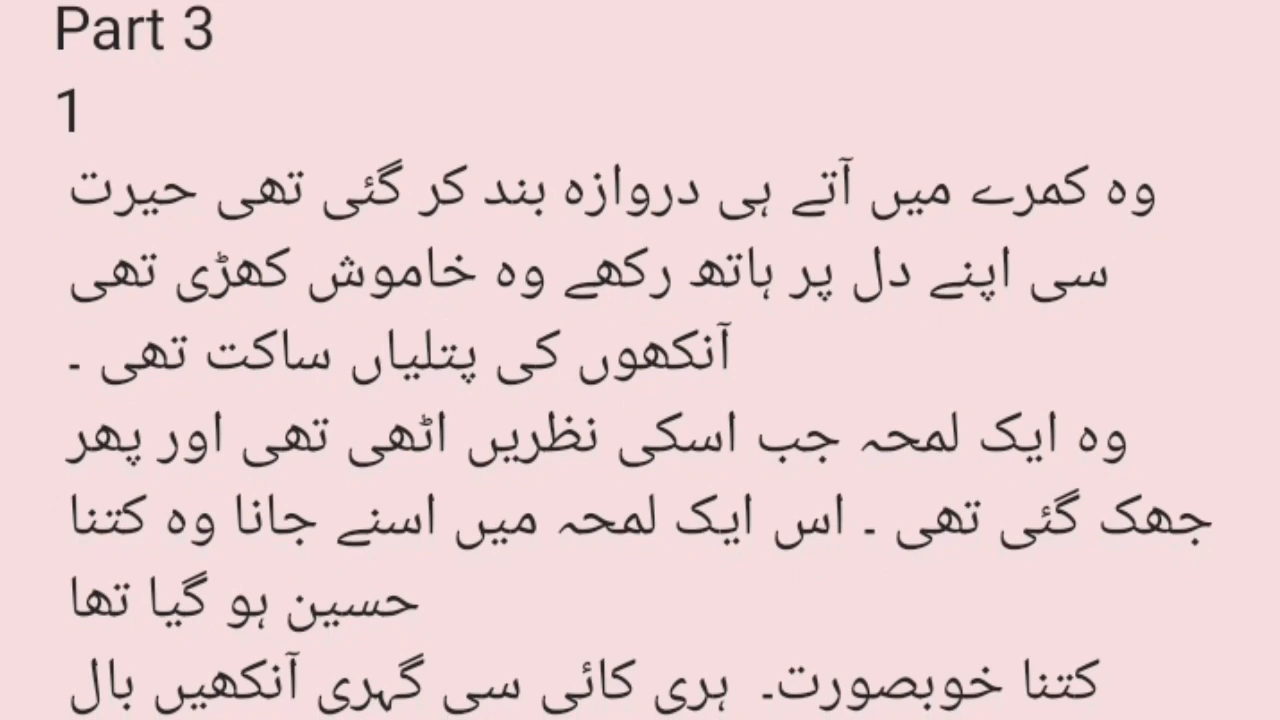 Part 3
1
وہ کمرے میں آتے ہی دروازہ بند کر گئی تھی حیرت
سی اپنے دل پر ہاتھ رکھے وہ خاموش کھڑی تھی
آنکھوں کی پتلیاں ساکت تھی ۔
وہ ایک لمحہ جب اسکی نظریں اٹھی تھی اور پھر
جھک گئی تھی ۔ اس ایک لمحہ میں اسنے جانا وہ کتنا
حسین ہو گیا تھا
کتنا خوبصورت۔ ہری کائی سی گہری آنکھیں بال